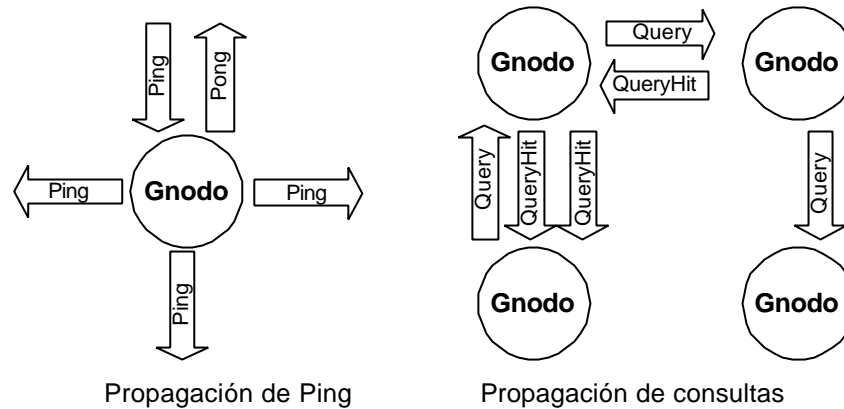 Ping
Pong
Ping
Gnodo
Ping
Ping
Propagación de Ping
Gnodo
Query
QueryHit
Gnodo
Query
QueryHit
QueryHit
Query
Gnodo
Gnodo
Propagación de consultas